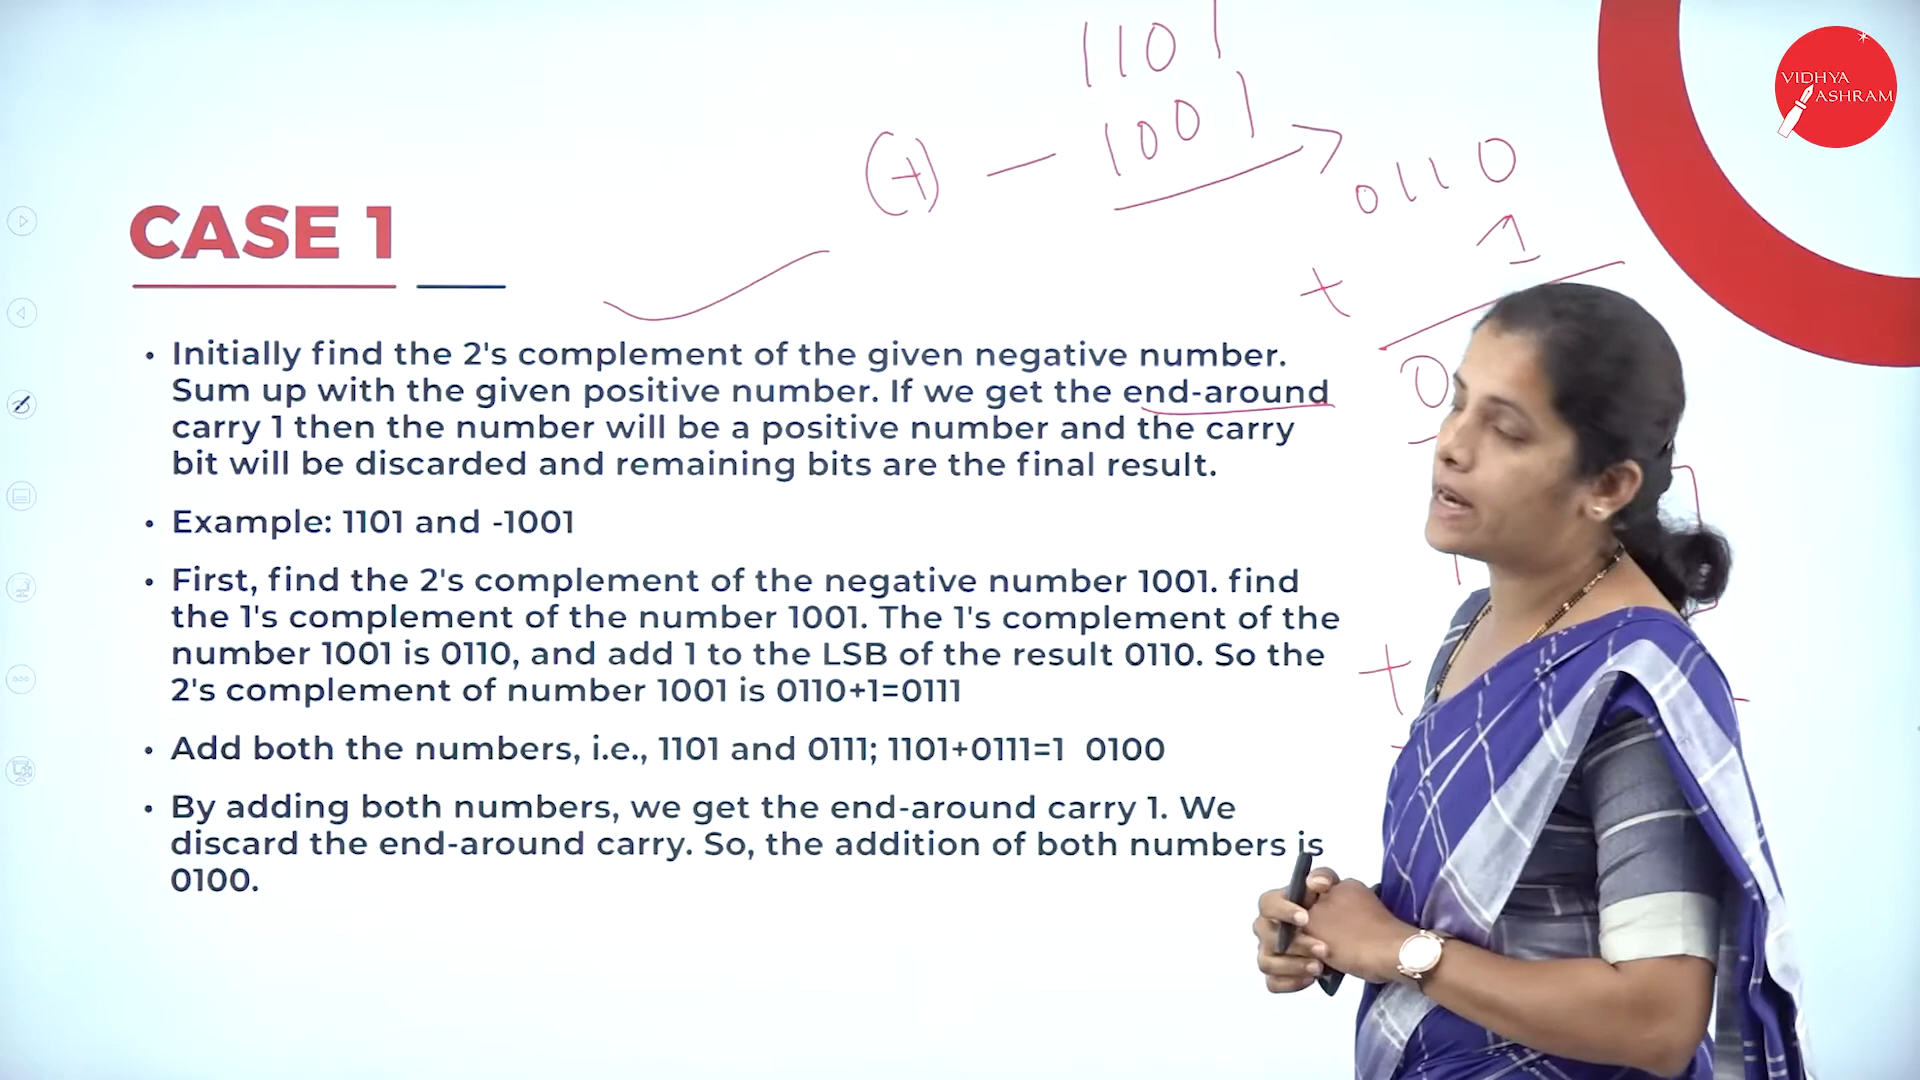 1101
VIDHYA
ASHRAM
(+) - 1001
0110
1
+
CASE 1
• Initially find the 2's complement of the given negative number.
Sum up with the given positive number. If we get the end-around
carry 1 then the number will be a positive number and the carry
bit will be discarded and remaining bits are the final result.
• Example: 1101 and -1001
• First, find the 2's complement of the negative number 1001. find
the 1's complement of the number 1001. The 1's complement of the
number 1001 is 0110, and add 1 to the LSB of the result 0110. So the
2's complement of number 1001 is 0110+1=0111
+
• Add both the numbers, i.e., 1101 and 0111; 1101+0111=1 0100
• By adding both numbers, we get the end-around carry 1. We
discard the end-around carry. So, the addition of both numbers is
0100.